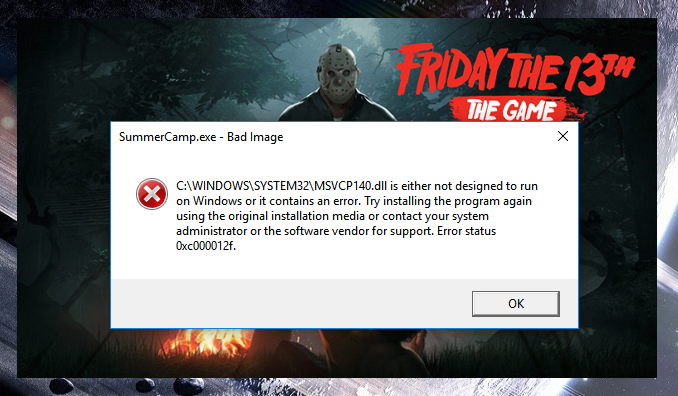 FRIDAY THE 13TH
THE GAME
SummerCamp.exe - Bad Image
C:\WINDOWS\SYSTEM32\MSVCP140.dll is either not designed to run
on Windows or it contains an error. Try installing the program again
using the original installation media or contact your system
administrator or the software vendor for support. Error status
0xc000012f.
OK